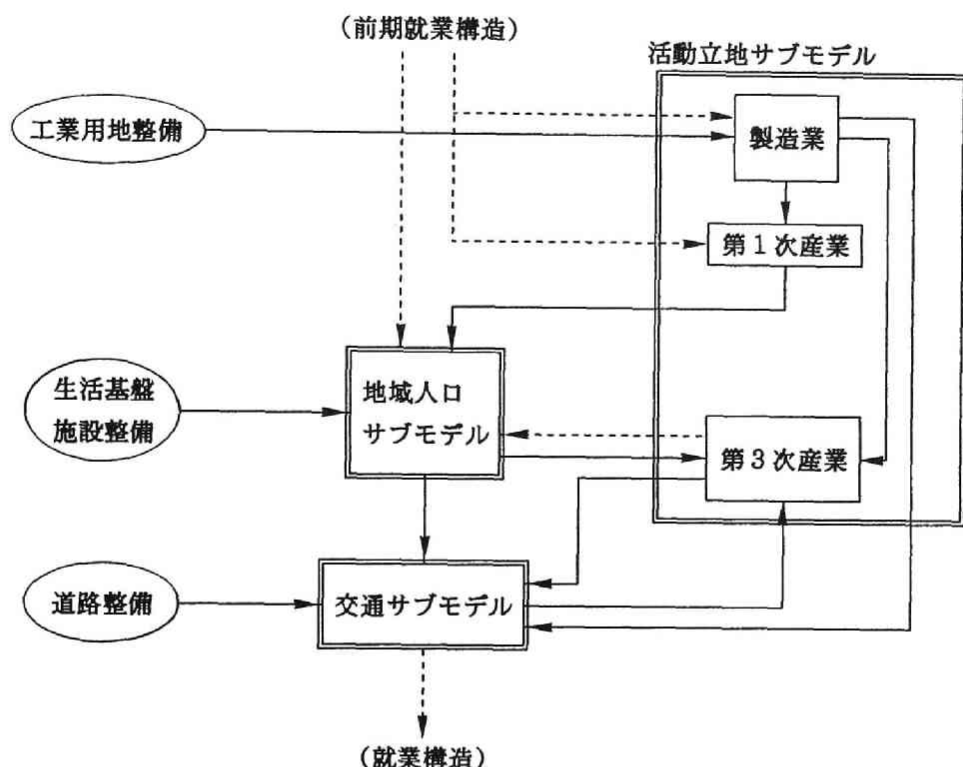 (前期就業構造)
活動立地サブモデル
工業用地整備
製造業
第1次産業
生活基盤
施設整備
地域人口
サブモデル
第3次産業
道路整備
交通サブモデル
(就業構造)